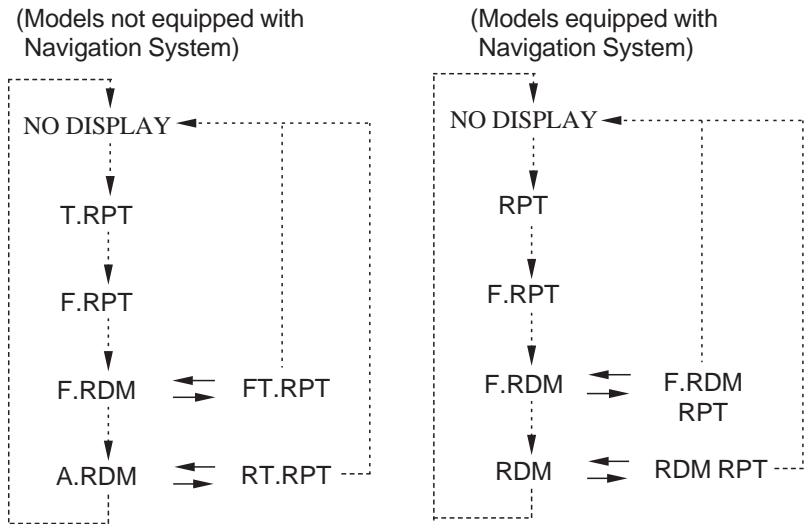 (Models not equipped with
Navigation System)
NO DISPLAY
T.RPT
F.RPT
F.RDM
FT.RPT
A.RDM
RT.RPT
(Models equipped with
Navigation System)
NO DISPLAY
RPT
F.RPT
F.RDM
F.RDM
RPT
RDM
RDM RPT